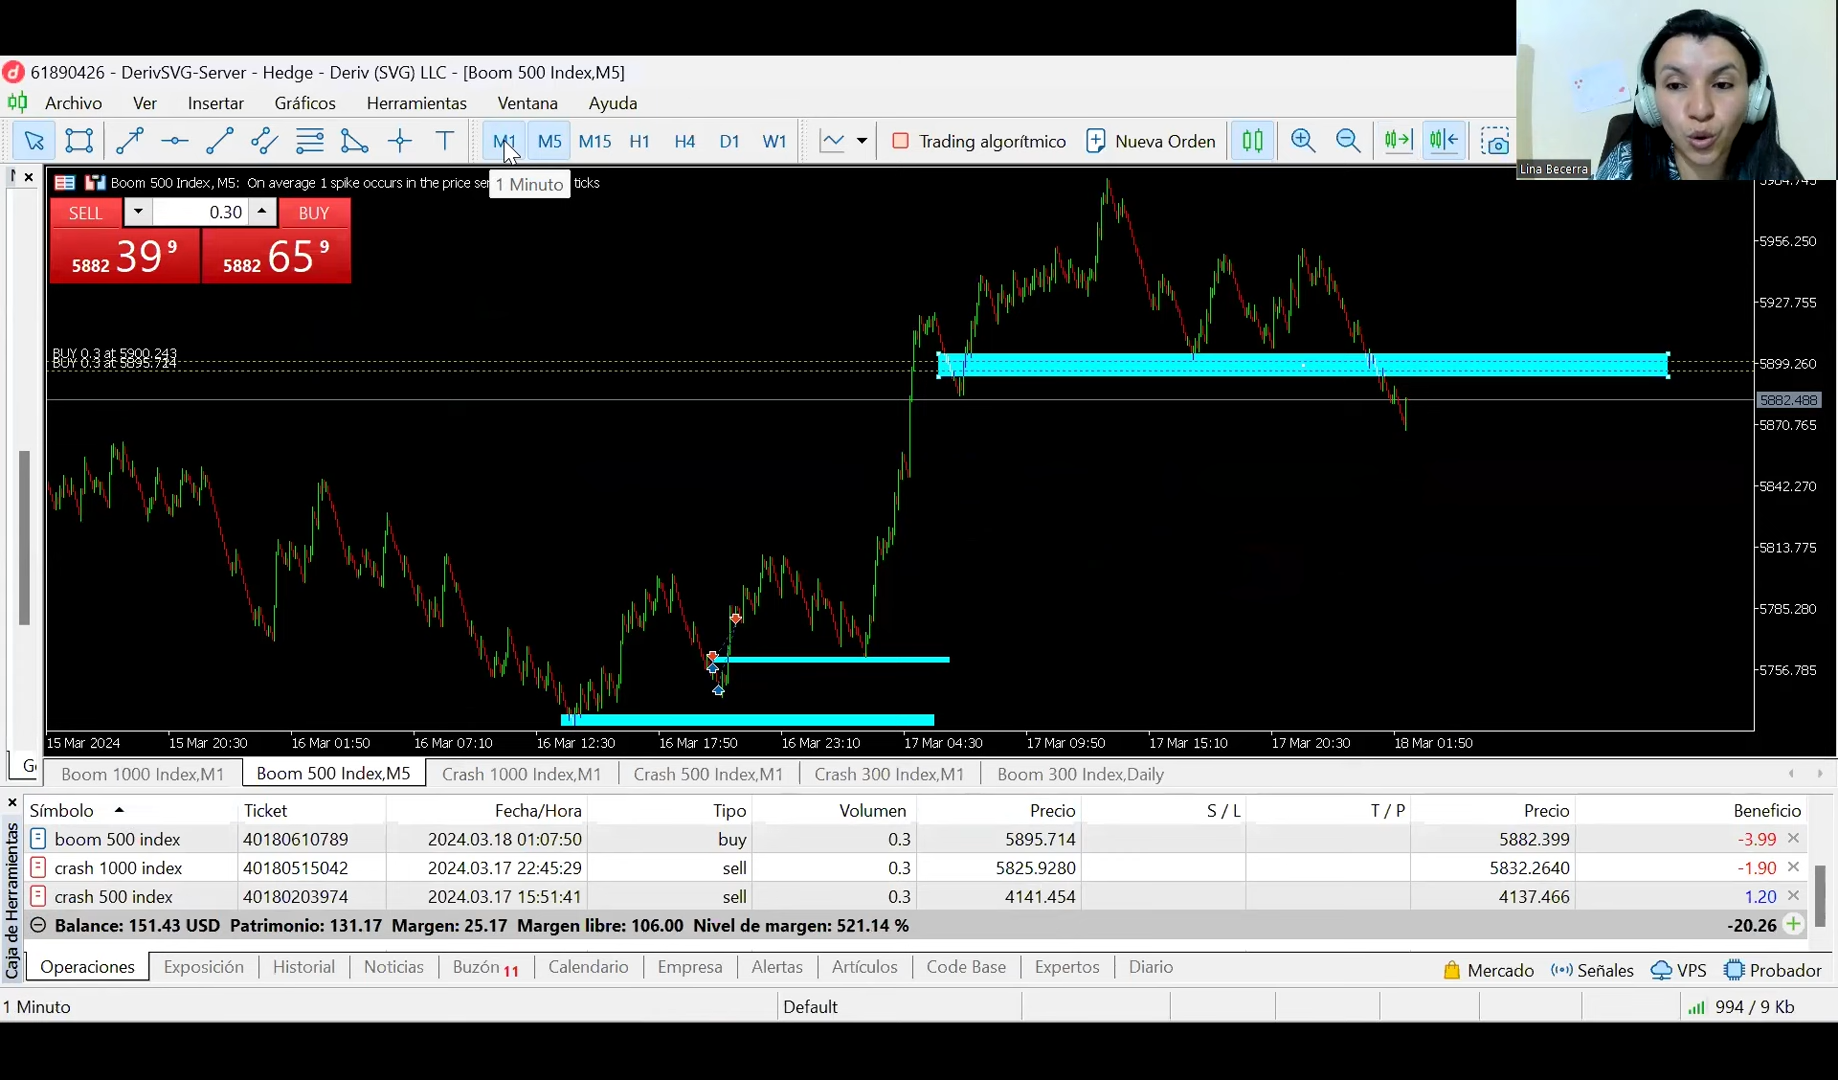 61890426 - DerivSVG-Server - Hedge - Deriv (SVG) LLC - [Boom 500 Index,M5]
Archivo Ver Insertar Gráficos Herramientas Ventana Ayuda
M1 M5 M15 H1 H4 D1 W1 Trading algorítmico Nueva Orden
Lina Becerra
1 Minuto
Boom 500 Index, M5: On average 1 spike occurs in the price ticks
SELL 0.30 BUY
5882 39 9 5882 65 9
5956.250
5927.755
BUY 0.3 at 5900.243
BUY 0.3 at 5895.714
5899.260
5882.488
5870.765
5842.270
5813.775
5785.280
5756.785
15 Mar 2024 15 Mar 20:30 16 Mar 01:50 16 Mar 07:10 16 Mar 12:30 16 Mar 17:50 16 Mar 23:10 17 Mar 04:30 17 Mar 09:50 17 Mar 15:10 17 Mar 20:30 18 Mar 01:50
Boom 1000 Index,M1 Boom 500 Index,M5 Crash 1000 Index,M1 Crash 500 Index,M1 Crash 300 Index,M1 Boom 300 Index,Daily
Símbolo Ticket Fecha/Hora Tipo Volumen Precio S / L T / P Precio Beneficio
boom 500 index 40180610789 2024.03.18 01:07:50 buy 0.3 5895.714 5882.399 -3.99
crash 1000 index 40180515042 2024.03.17 22:45:29 sell 0.3 5825.9280 5832.2640 -1.90
crash 500 index 40180203974 2024.03.17 15:51:41 sell 0.3 4141.454 4137.466 1.20
Balance: 151.43 USD Patrimonio: 131.17 Margen: 25.17 Margen libre: 106.00 Nivel de margen: 521.14 % -20.26
Caja de Herramientas
Operaciones Exposición Historial Noticias Buzón 11 Calendario Empresa Alertas Artículos Code Base Expertos Diario Mercado Señales VPS Probador
1 Minuto Default 994 / 9 Kb